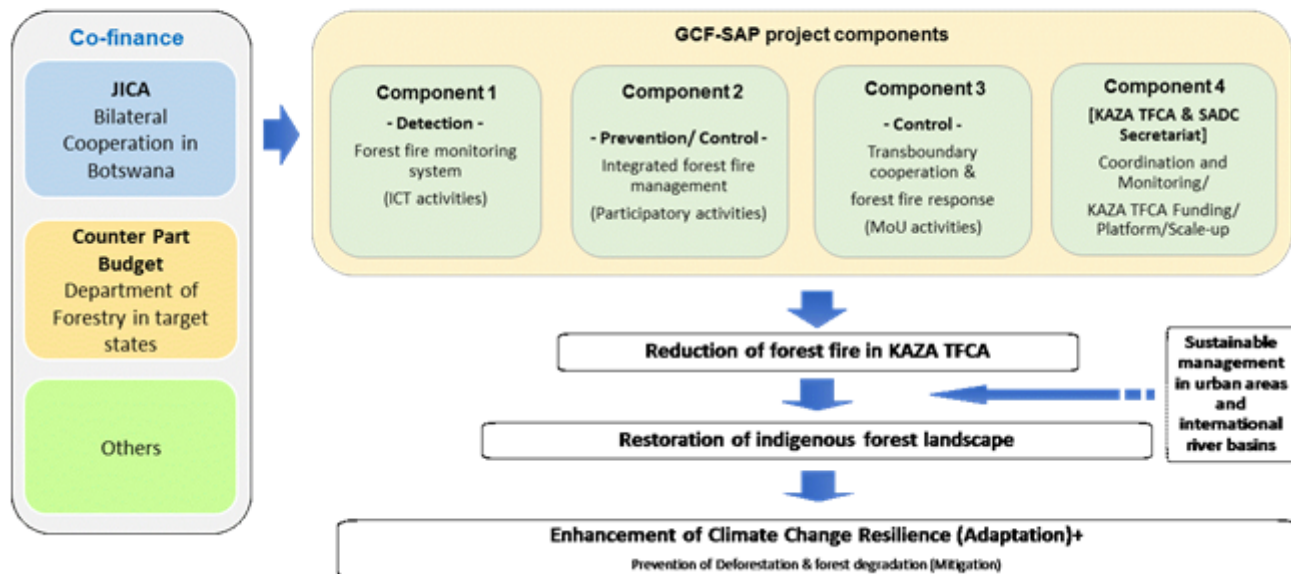 Co-finance
JICA
Bilateral
Cooperation in
Botswana
Counter Part
Budget
Department of
Forestry in target
states
Others
GCF-SAP project components
Component 1
- Detection -
Forest fire monitoring
system
(ICT activities)
Component 2
- Prevention/ Control -
Integrated forest fire
management
(Participatory activities)
Component 3
- Control -
Transboundary
cooperation &
forest fire response
(MoU activities)
Component 4
[KAZA TFCA & SADC
Secretariat]
Coordination and
Monitoring/
KAZA TFCA Funding/
Platform/Scale-up
Reduction of forest fire in KAZA TFCA
Sustainable
management
in urban areas
and
international
river basins
Restoration of indigenous forest landscape
Enhancement of Climate Change Resilience (Adaptation)+
Prevention of Deforestation & forest degradation (Mitigation)